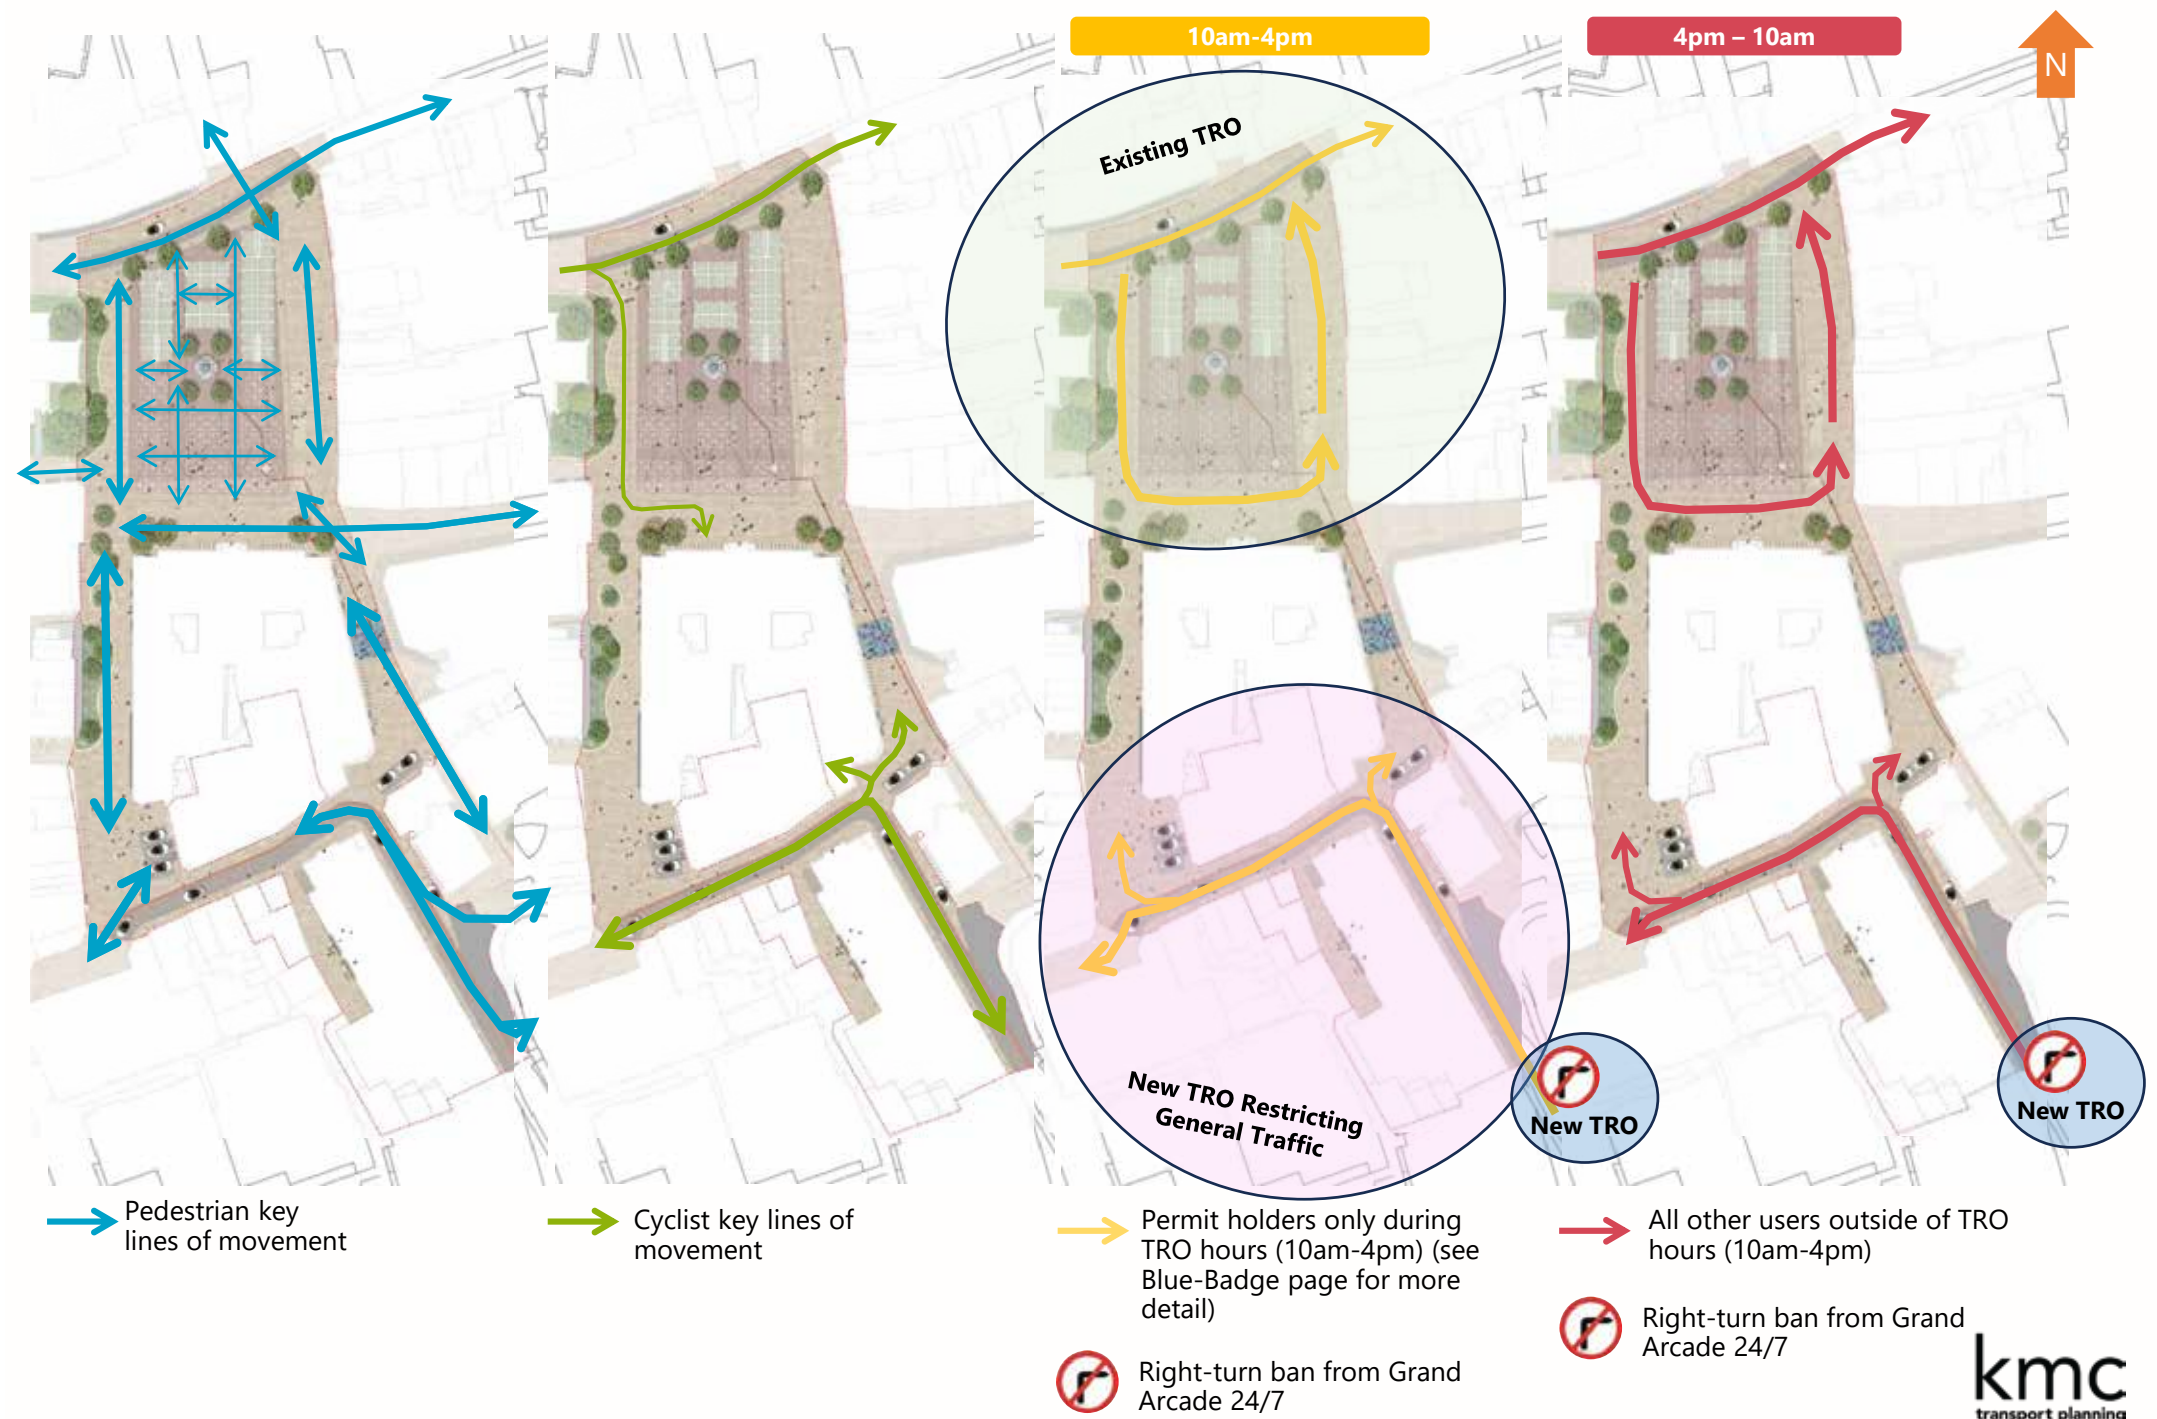 10am-4pm
4pm – 10am
N
Existing TRO
New TRO Restricting
General Traffic
New TRO
New TRO
Pedestrian key
lines of movement
Cyclist key lines of
movement
Permit holders only during
TRO hours (10am-4pm) (see
Blue-Badge page for more
detail)
Right-turn ban from Grand
Arcade 24/7
All other users outside of TRO
hours (10am-4pm)
Right-turn ban from Grand
Arcade 24/7
kmc
transport planning